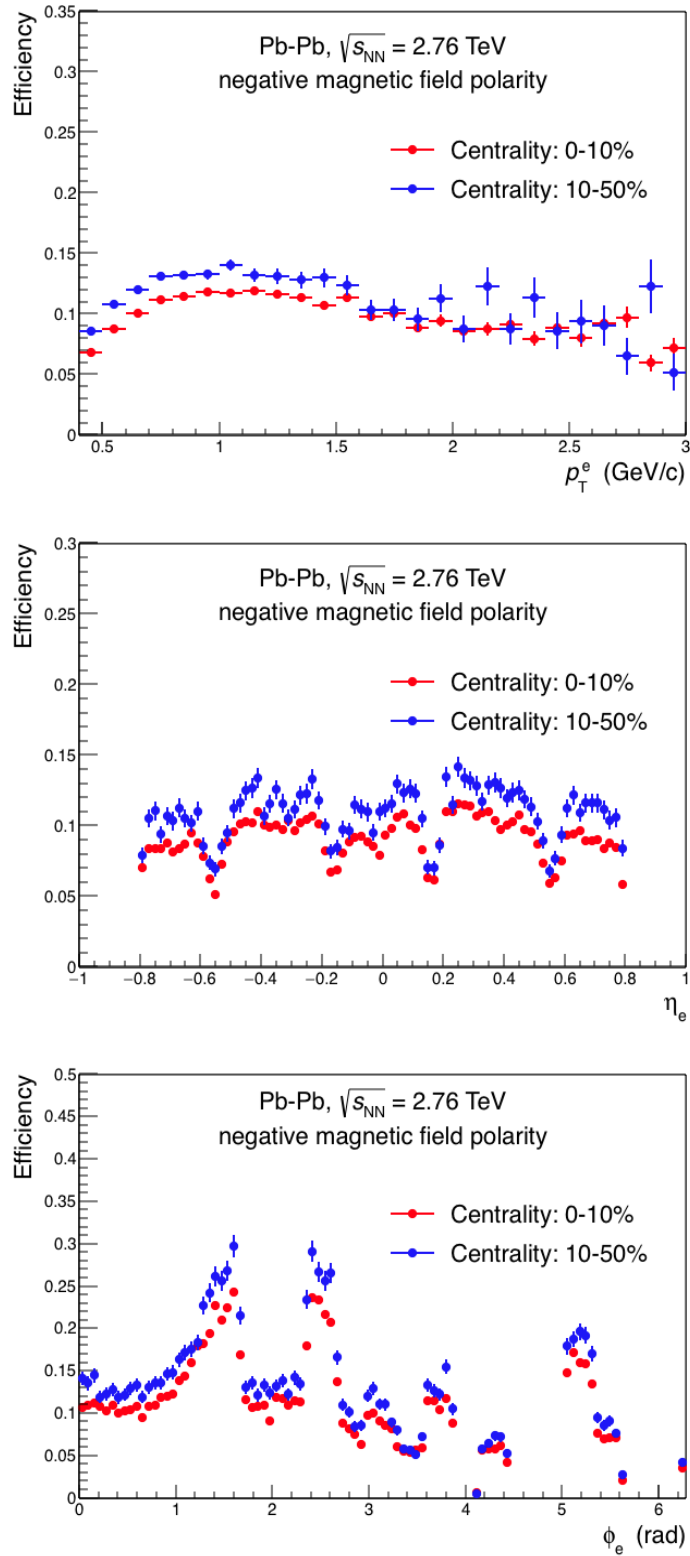 Efficiency
0.35
0.3
0.25
0.2
0.15
0.1
0.05
0
Pb-Pb, √sNN = 2.76 TeV
negative magnetic field polarity
Centrality: 0-10%
Centrality: 10-50%
0.5 1 1.5 2 2.5 3
pTe (GeV/c)
Efficiency
0.3
0.25
0.2
0.15
0.1
0.05
0
Pb-Pb, √sNN = 2.76 TeV
negative magnetic field polarity
Centrality: 0-10%
Centrality: 10-50%
−1 −0.8 −0.6 −0.4 −0.2 0 0.2 0.4 0.6 0.8 1
ηe
Efficiency
0.5
0.45
0.4
0.35
0.3
0.25
0.2
0.15
0.1
0.05
0
Pb-Pb, √sNN = 2.76 TeV
negative magnetic field polarity
Centrality: 0-10%
Centrality: 10-50%
0 1 2 3 4 5 6
ϕe (rad)